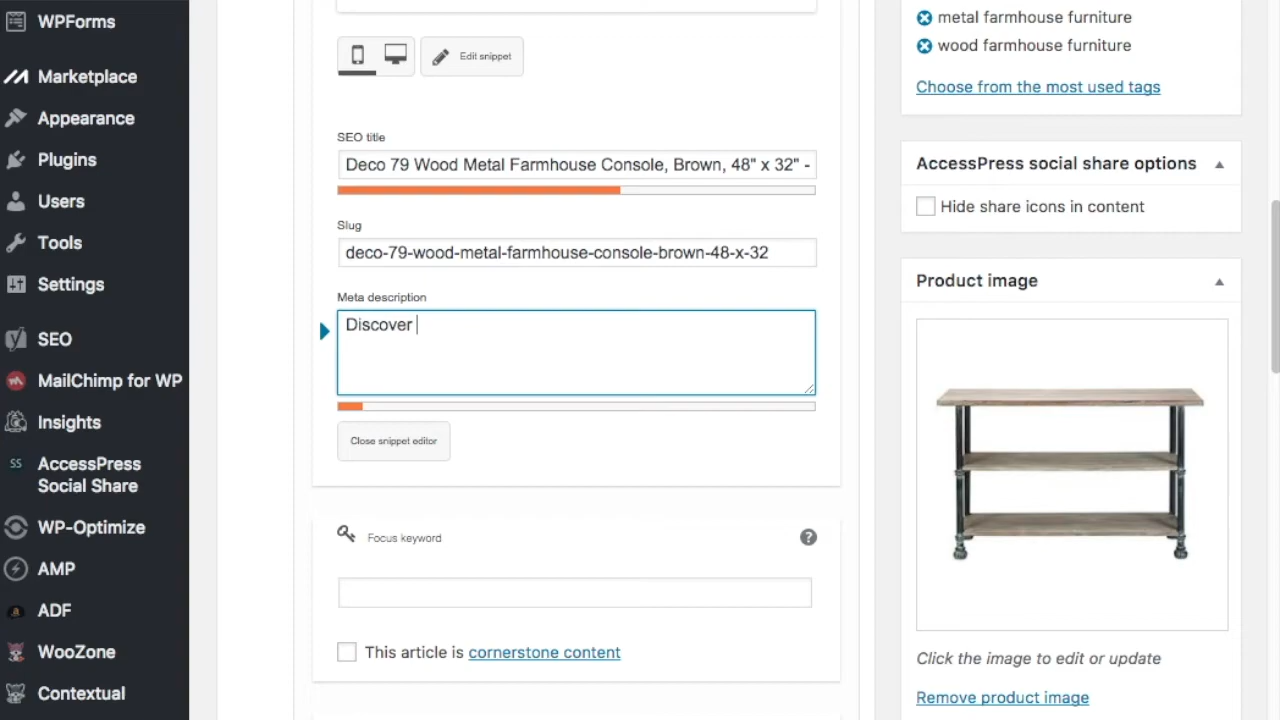 WPForms
Marketplace
Appearance
Plugins
Users
Tools
Settings
SEO
MailChimp for WP
Insights
SS
AccessPress
Social Share
WP-Optimize
AMP
ADF
WooZone
Contextual
Edit snippet
SEO title
Deco 79 Wood Metal Farmhouse Console, Brown, 48" x 32" -
Slug
deco-79-wood-metal-farmhouse-console-brown-48-x-32
Meta description
Discover
Close snippet editor
Focus keyword
?
This article is cornerstone content
metal farmhouse furniture
wood farmhouse furniture
Choose from the most used tags
AccessPress social share options
Hide share icons in content
Product image
Click the image to edit or update
Remove product image